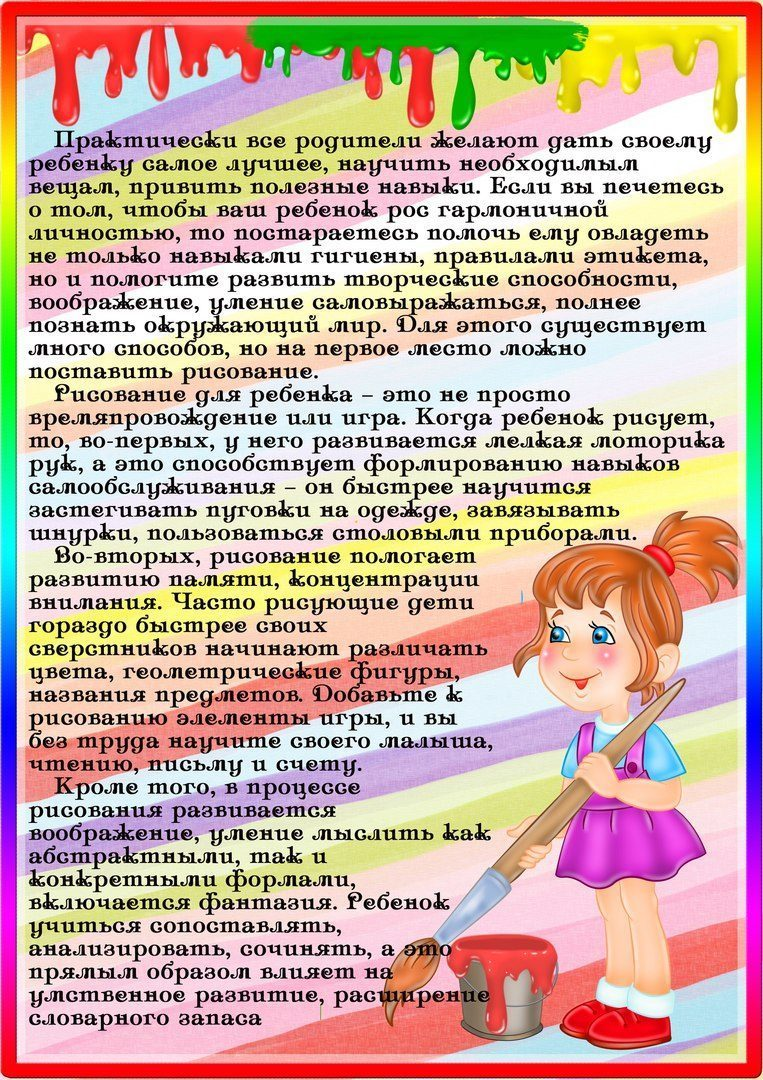 Практически все родители желают дать своему
ребенку самое лучшее, научить необходимым
вещам, привить полезные навыки. Если вы печетесь
о том, чтобы ваш ребенок рос гармоничной
личностью, то постараетесь помочь ему овладеть
не только навыками гигиены, правилами этикета,
но и помогите развить творческие способности,
воображение, умение самовыражаться, полнее
познать окружающий мир. Для этого существует
много способов, но на первое место можно
поставить рисование.
Рисование для ребенка – это не просто
времяпровождение или игра. Когда ребенок рисует,
то, во-первых, у него развивается мелкая моторика
рук, а это способствует формированию навыков
самообслуживания – он быстрее научится
застегивать пуговки на одежде, завязывать
шнурки, пользоваться столовыми приборами.
Во-вторых, рисование помогает
развитию памяти, концентрации
внимания. Часто рисующие дети
гораздо быстрее своих
сверстников начинают различать
цвета, геометрические фигуры,
названия предметов. Добавьте к
рисованию элементы игры, и вы
без труда научите своего малыша,
чтению, письму и счету.
Кроме того, в процессе
рисования развивается
воображение, умение мыслить как
абстрактными, так и
конкретными формами,
включается фантазия. Ребенок
учиться сопоставлять,
анализировать, сочинять, а это
прямым образом влияет на
умственное развитие, расширение
словарного запаса